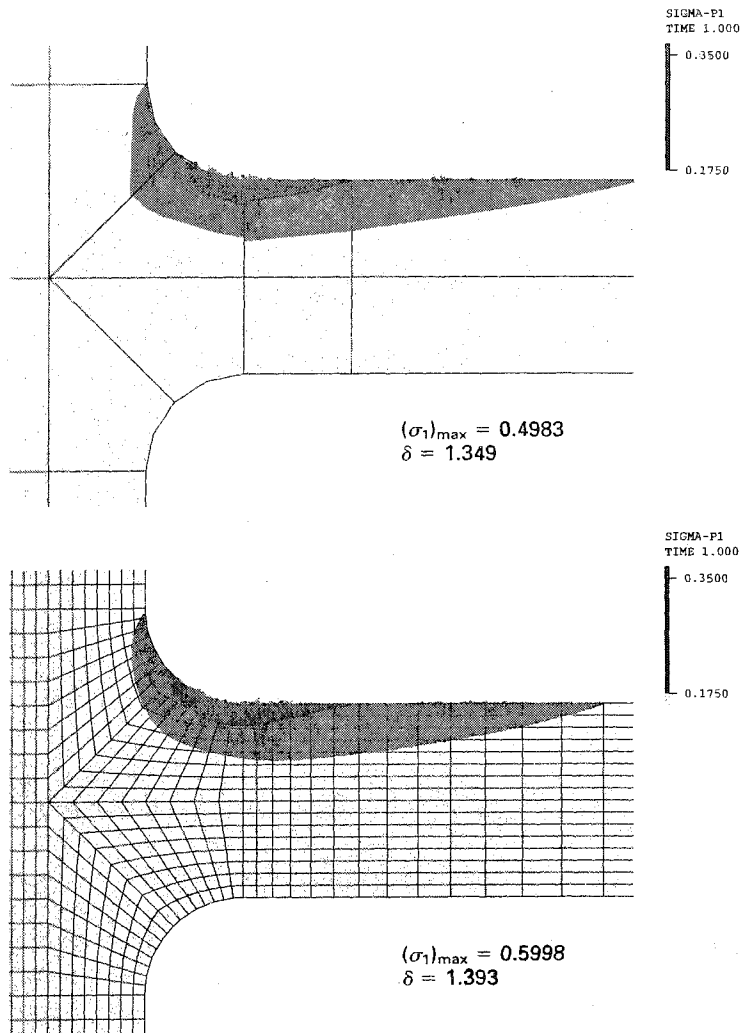 SIGMA-P1
TIME 1.000
0.3500
0.1750
(σ₁)max = 0.4983
δ = 1.349
SIGMA-P1
TIME 1.000
0.3500
0.1750
(σ₁)max = 0.5998
δ = 1.393